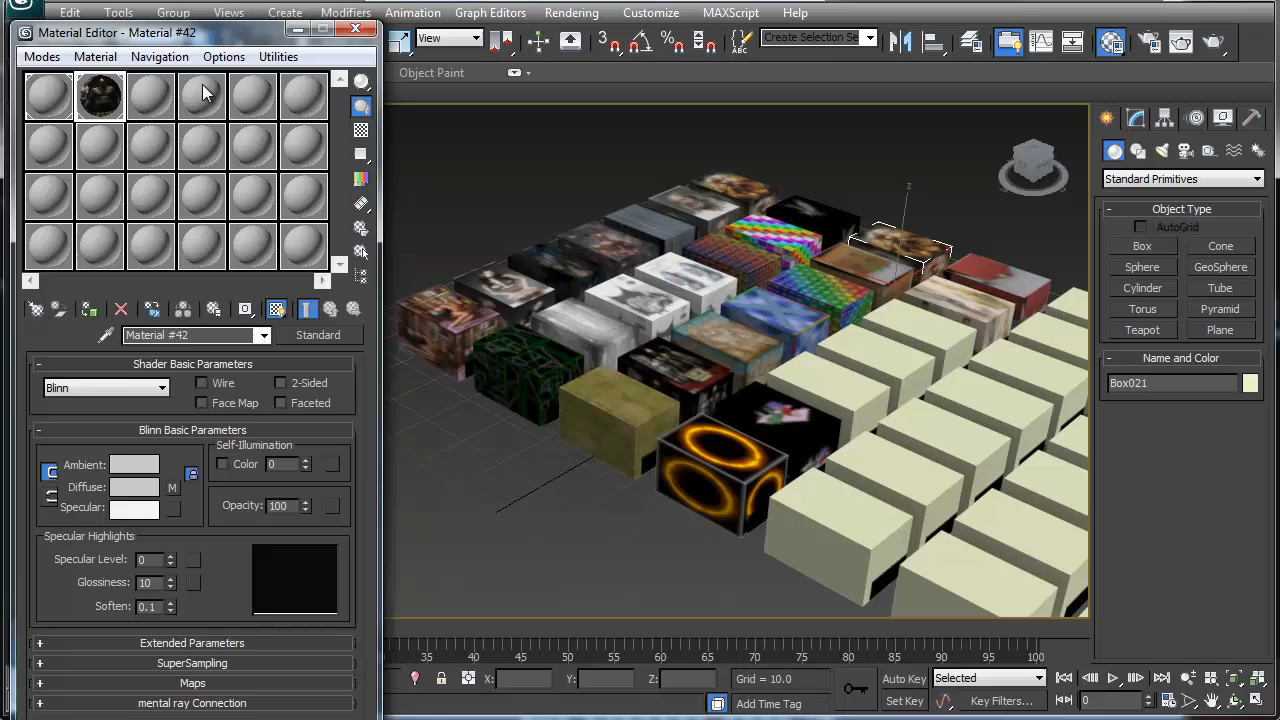 Edit Tools Group Views Create Modifiers Animation Graph Editors Rendering Customize MAXScript Help
Material Editor - Material #42
Modes Material Navigation Options Utilities
View
Create Selection Se
Object Paint
Standard Primitives
Object Type
AutoGrid
Box Cone
Sphere GeoSphere
Cylinder Tube
Torus Pyramid
Teapot Plane
Name and Color
Box021
z
Material #42 Standard
Shader Basic Parameters
Blinn
Wire 2-Sided
Face Map Faceted
Blinn Basic Parameters
Self-Illumination
Ambient: Color 0
Diffuse: M
Specular: Opacity: 100
Specular Highlights
Specular Level: 0
Glossiness: 10
Soften: 0.1
Extended Parameters
SuperSampling
Maps
mental ray Connection
35 40 45 50 55 60 65 70 75 80 85 90 95 100
X: Y: Z: Grid = 10.0
Add Time Tag
Auto Key Selected
Set Key Key Filters... 0